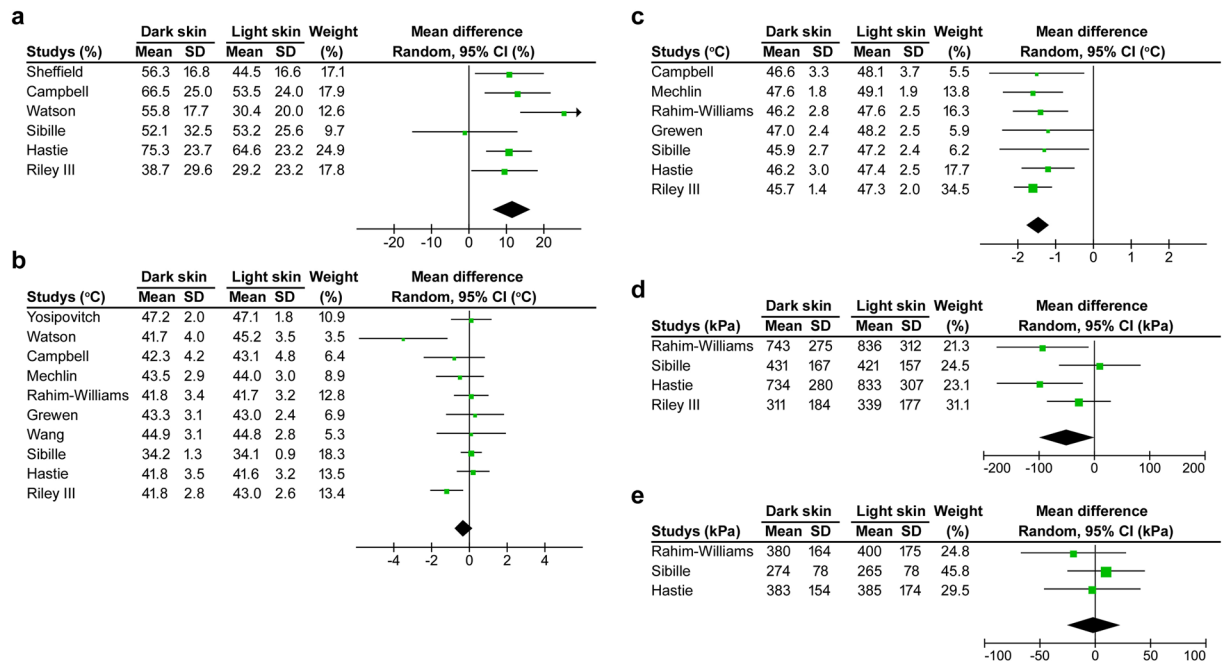 a
Dark skin Light skin Weight Mean difference
Studys (%) Mean SD Mean SD (%) Random, 95% CI (%)
Sheffield 56.3 16.8 44.5 16.6 17.1
Campbell 66.5 25.0 53.5 24.0 17.9
Watson 55.8 17.7 30.4 20.0 12.6
Sibille 52.1 32.5 53.2 25.6 9.7
Hastie 75.3 23.7 64.6 23.2 24.9
Riley III 38.7 29.6 29.2 23.2 17.8
-20 -10 0 10 20
b
Dark skin Light skin Weight Mean difference
Studys (°C) Mean SD Mean SD (%) Random, 95% CI (°C)
Yosipovitch 47.2 2.0 47.1 1.8 10.9
Watson 41.7 4.0 45.2 3.5 3.5
Campbell 42.3 4.2 43.1 4.8 6.4
Mechlin 43.5 2.9 44.0 3.0 8.9
Rahim-Williams 41.8 3.4 41.7 3.2 12.8
Grewen 43.3 3.1 43.0 2.4 6.9
Wang 44.9 3.1 44.8 2.8 5.3
Sibille 34.2 1.3 34.1 0.9 18.3
Hastie 41.8 3.5 41.6 3.2 13.5
Riley III 41.8 2.8 43.0 2.6 13.4
-4 -2 0 2 4
c
Dark skin Light skin Weight Mean difference
Studys (°C) Mean SD Mean SD (%) Random, 95% CI (°C)
Campbell 46.6 3.3 48.1 3.7 5.5
Mechlin 47.6 1.8 49.1 1.9 13.8
Rahim-Williams 46.2 2.8 47.6 2.5 16.3
Grewen 47.0 2.4 48.2 2.5 5.9
Sibille 45.9 2.7 47.2 2.4 6.2
Hastie 46.2 3.0 47.4 2.5 17.7
Riley III 45.7 1.4 47.3 2.0 34.5
-2 -1 0 1 2
d
Dark skin Light skin Weight Mean difference
Studys (kPa) Mean SD Mean SD (%) Random, 95% CI (kPa)
Rahim-Williams 743 275 836 312 21.3
Sibille 431 167 421 157 24.5
Hastie 734 280 833 307 23.1
Riley III 311 184 339 177 31.1
-200 -100 0 100 200
e
Dark skin Light skin Weight Mean difference
Studys (kPa) Mean SD Mean SD (%) Random, 95% CI (kPa)
Rahim-Williams 380 164 400 175 24.8
Sibille 274 78 265 78 45.8
Hastie 383 154 385 174 29.5
-100 -50 0 50 100